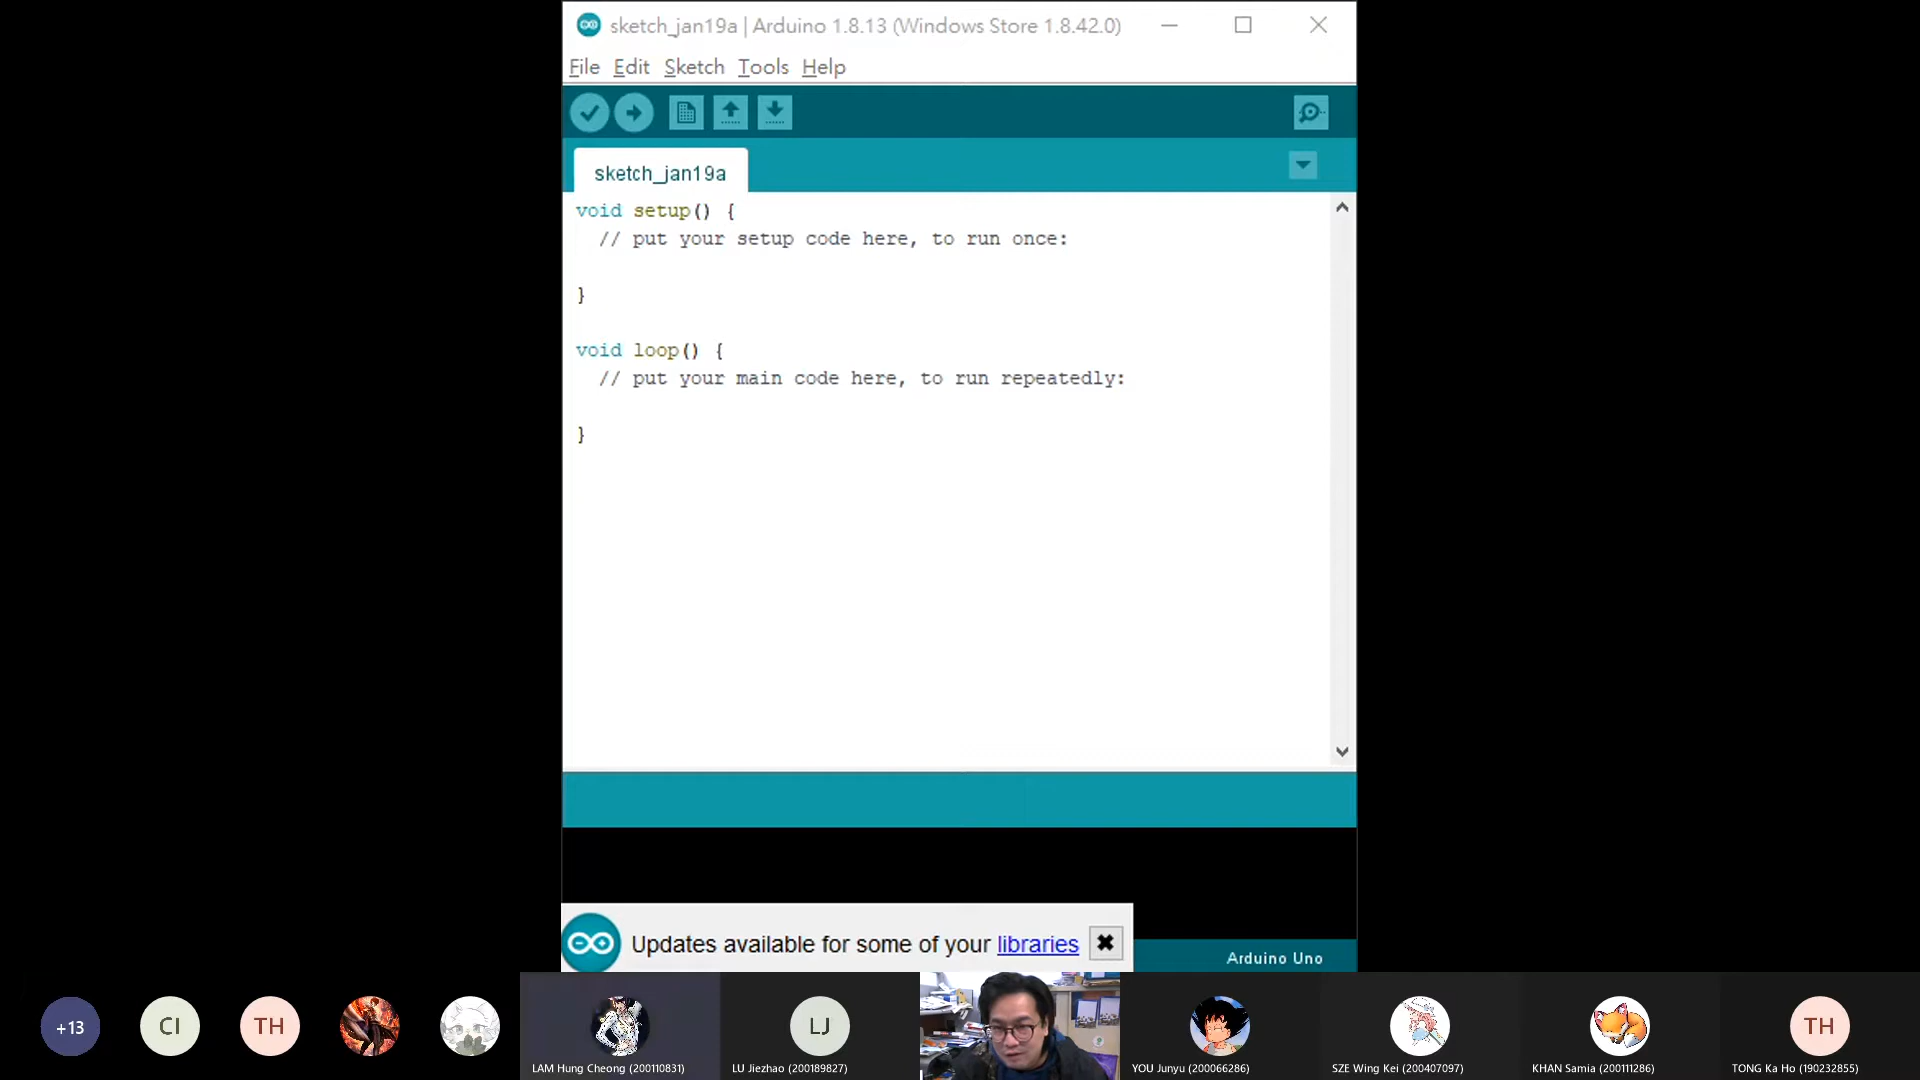 sketch_jan19a | Arduino 1.8.13 (Windows Store 1.8.42.0)
File Edit Sketch Tools Help
sketch_jan19a
void setup() {
  // put your setup code here, to run once:
}
void loop() {
  // put your main code here, to run repeatedly:
}
Updates available for some of your libraries
Arduino Uno
+13
CI
TH
LJ
TH
LAM Hung Cheong (200110831)
LU Jiezhao (200189827)
YOU Junyu (200066286)
SZE Wing Kei (200407097)
KHAN Samia (200111286)
TONG Ka Ho (190232855)